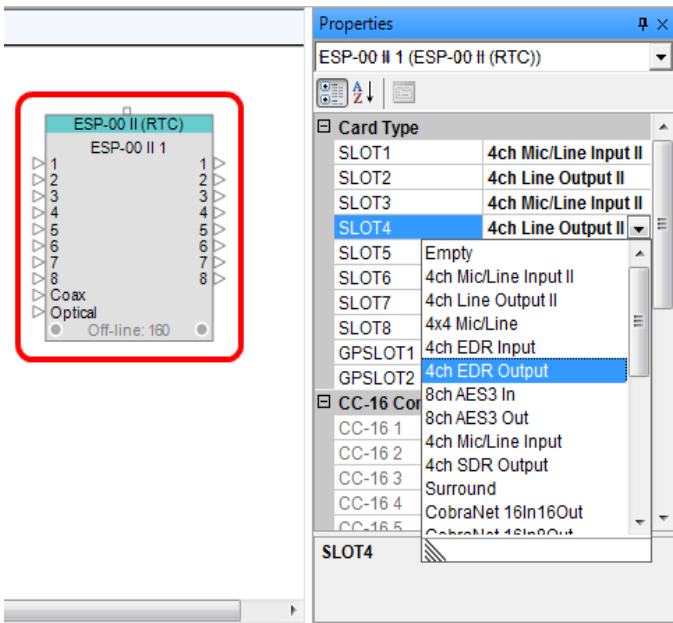 ESP-00 II (RTC)
ESP-00 II 1
1 1
2 2
3 3
4 4
5 5
6 6
7 7
8 8
Coax
Optical
Off-line: 160
Properties
ESP-00 II 1 (ESP-00 II (RTC))
Card Type
SLOT1 4ch Mic/Line Input II
SLOT2 4ch Line Output II
SLOT3 4ch Mic/Line Input II
SLOT4 4ch Line Output II
SLOT5
SLOT6
SLOT7
SLOT8
GPSLOT1
GPSLOT2
CC-16 Cor
CC-16 1
CC-16 2
CC-16 3
CC-16 4
CC-16 5
Empty
4ch Mic/Line Input II
4ch Line Output II
4x4 Mic/Line
4ch EDR Input
4ch EDR Output
8ch AES3 In
8ch AES3 Out
4ch Mic/Line Input
4ch SDR Output
Surround
CobraNet 16In16Out
CobraNet 16In8Out
SLOT4